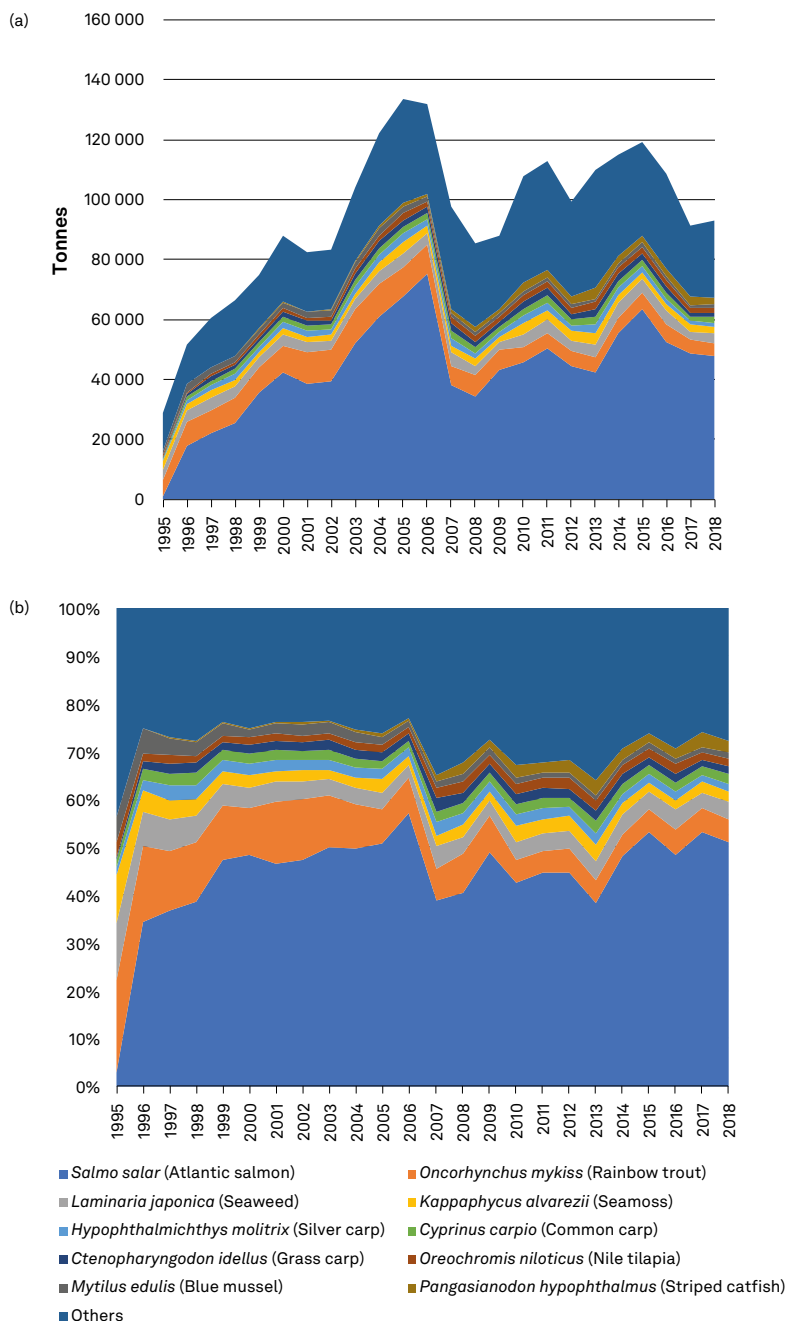 (a)
160 000
140 000
120 000
100 000
80 000
60 000
40 000
20 000
0
Tonnes
1995 1996 1997 1998 1999 2000 2001 2002 2003 2004 2005 2006 2007 2008 2009 2010 2011 2012 2013 2014 2015 2016 2017 2018
(b)
100%
90%
80%
70%
60%
50%
40%
30%
20%
10%
0%
1995 1996 1997 1998 1999 2000 2001 2002 2003 2004 2005 2006 2007 2008 2009 2010 2011 2012 2013 2014 2015 2016 2017 2018
Salmo salar (Atlantic salmon) Oncorhynchus mykiss (Rainbow trout)
Laminaria japonica (Seaweed) Kappaphycus alvarezii (Seamoss)
Hypophthalmichthys molitrix (Silver carp) Cyprinus carpio (Common carp)
Ctenopharyngodon idellus (Grass carp) Oreochromis niloticus (Nile tilapia)
Mytilus edulis (Blue mussel) Pangasianodon hypophthalmus (Striped catfish)
Others